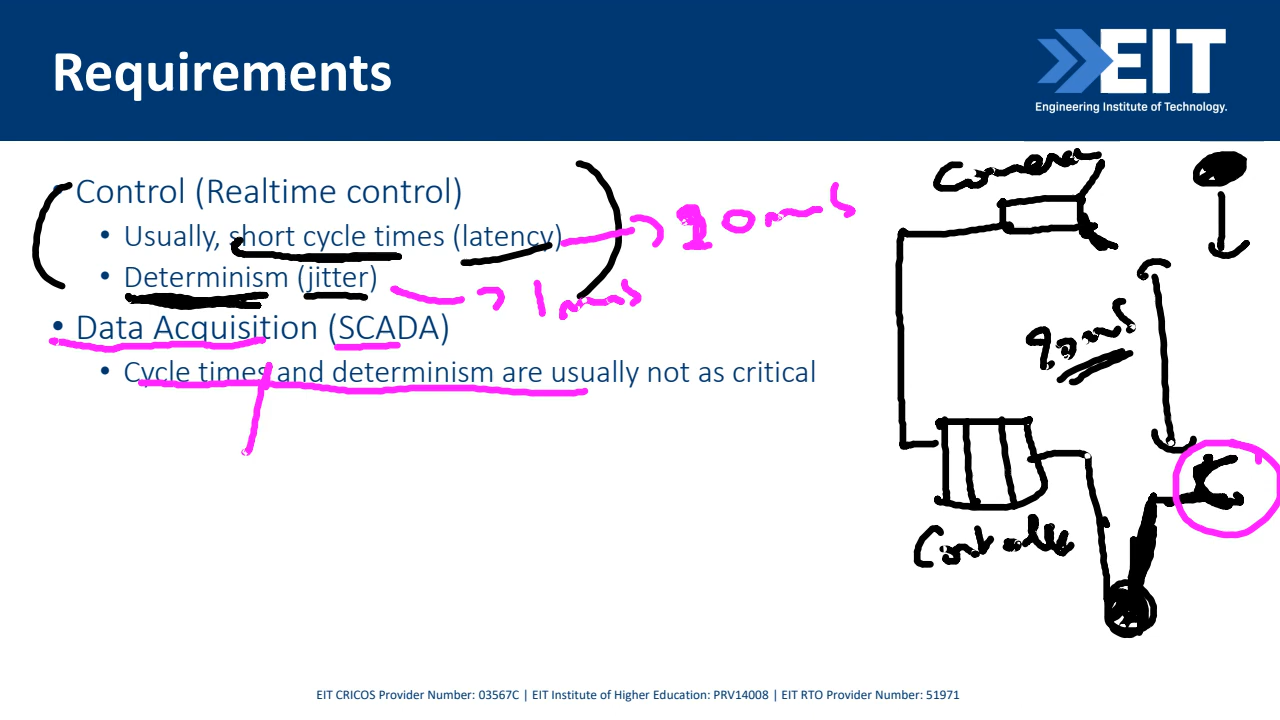 Requirements
EIT
Engineering Institute of Technology.
• Control (Realtime control)
• Usually, short cycle times (latency)
• Determinism (jitter)
1ms
• Data Acquisition (SCADA)
• Cycle times and determinism are usually not as critical
Camera
90ms
Controller
EIT CRICOS Provider Number: 03567C | EIT Institute of Higher Education: PRV14008 | EIT RTO Provider Number: 51971